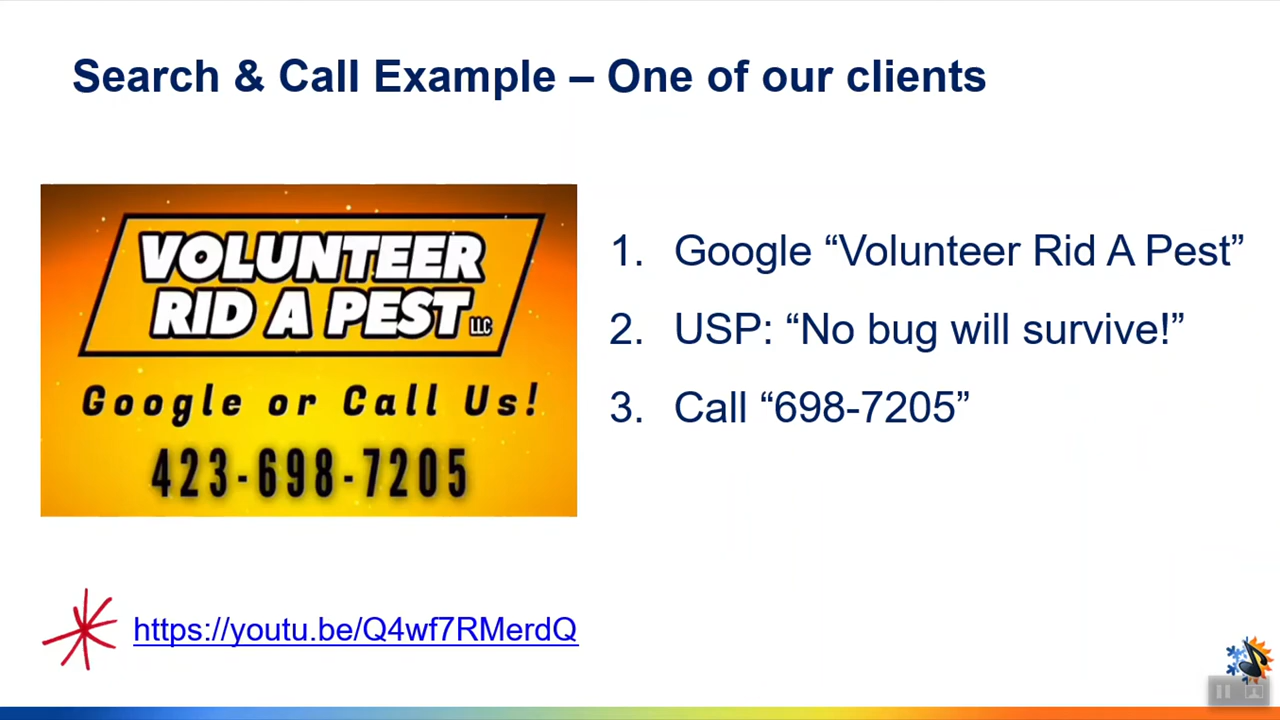 Search & Call Example – One of our clients
VOLUNTEER
RID A PEST LLC
Google or Call Us!
423-698-7205
1. Google “Volunteer Rid A Pest”
2. USP: “No bug will survive!”
3. Call “698-7205”
https://youtu.be/Q4wf7RMerdQ